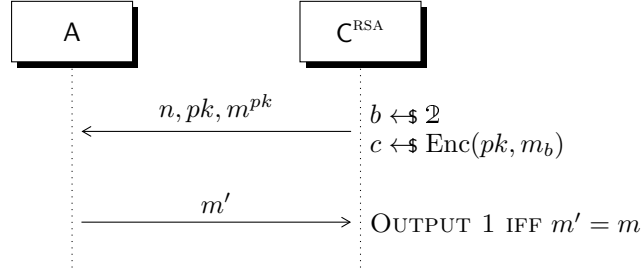 A
C^RSA
n, pk, m^pk
b ←$ 𝟚
c ←$ Enc(pk, m_b)
m′
OUTPUT 1 IFF m′ = m